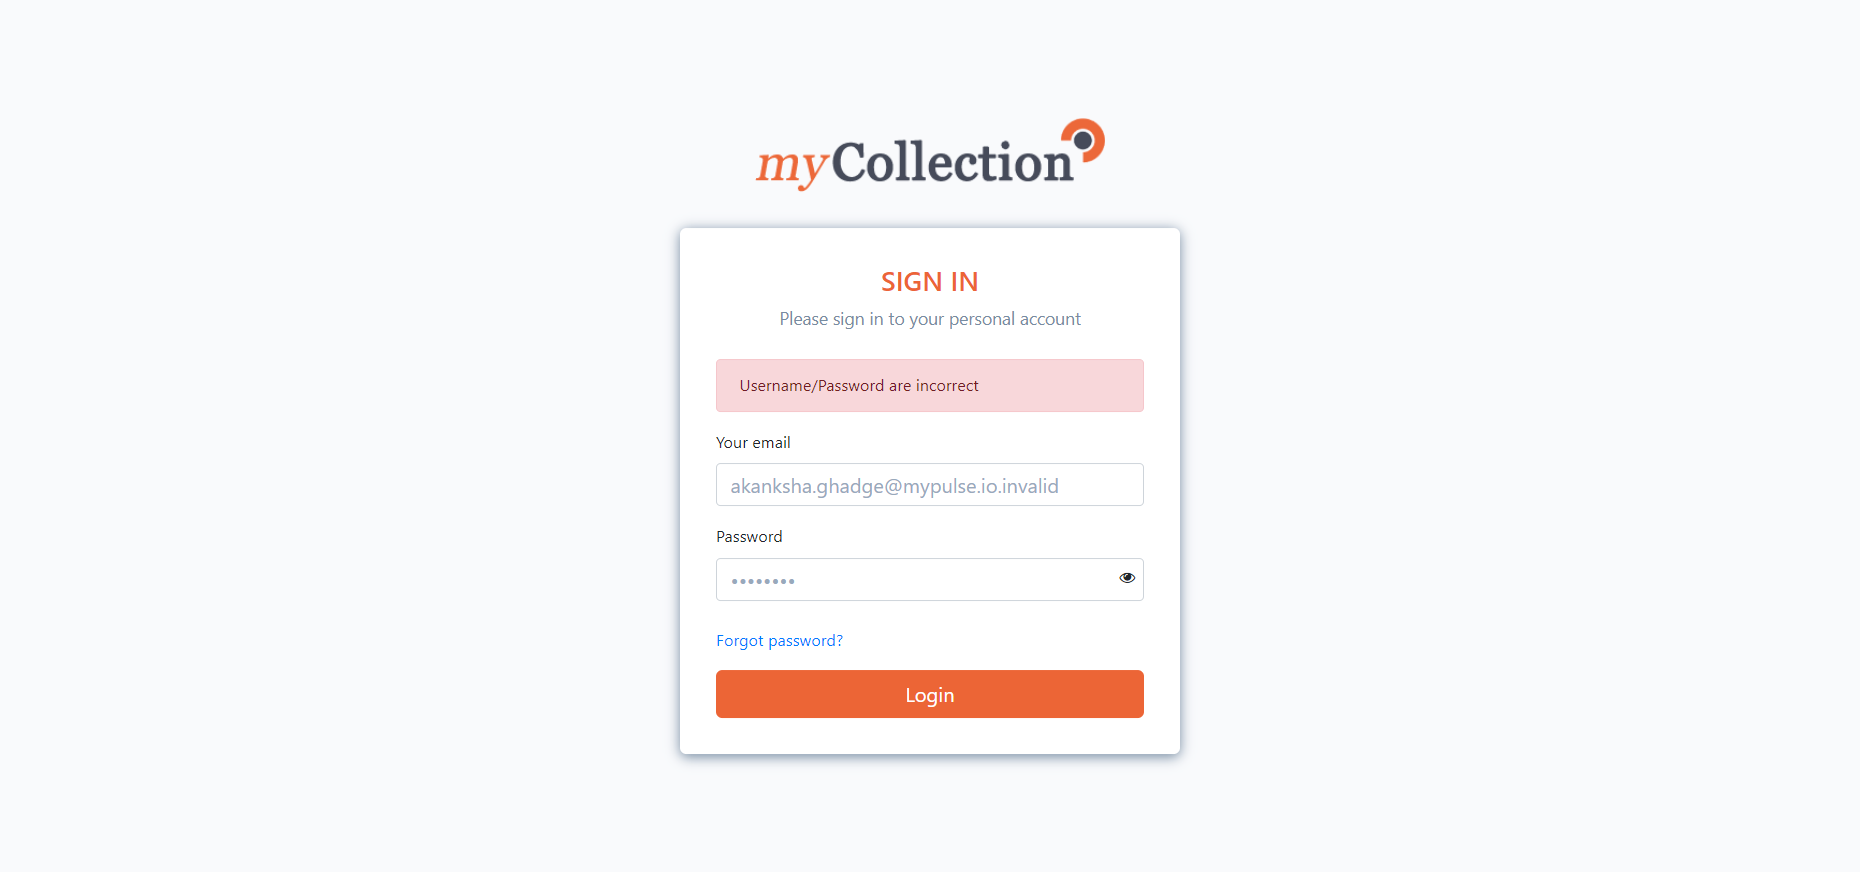 myCollection
SIGN IN
Please sign in to your personal account
Username/Password are incorrect
Your email
akanksha.ghadge@mypulse.io.invalid
Password
••••••••
Forgot password?
Login